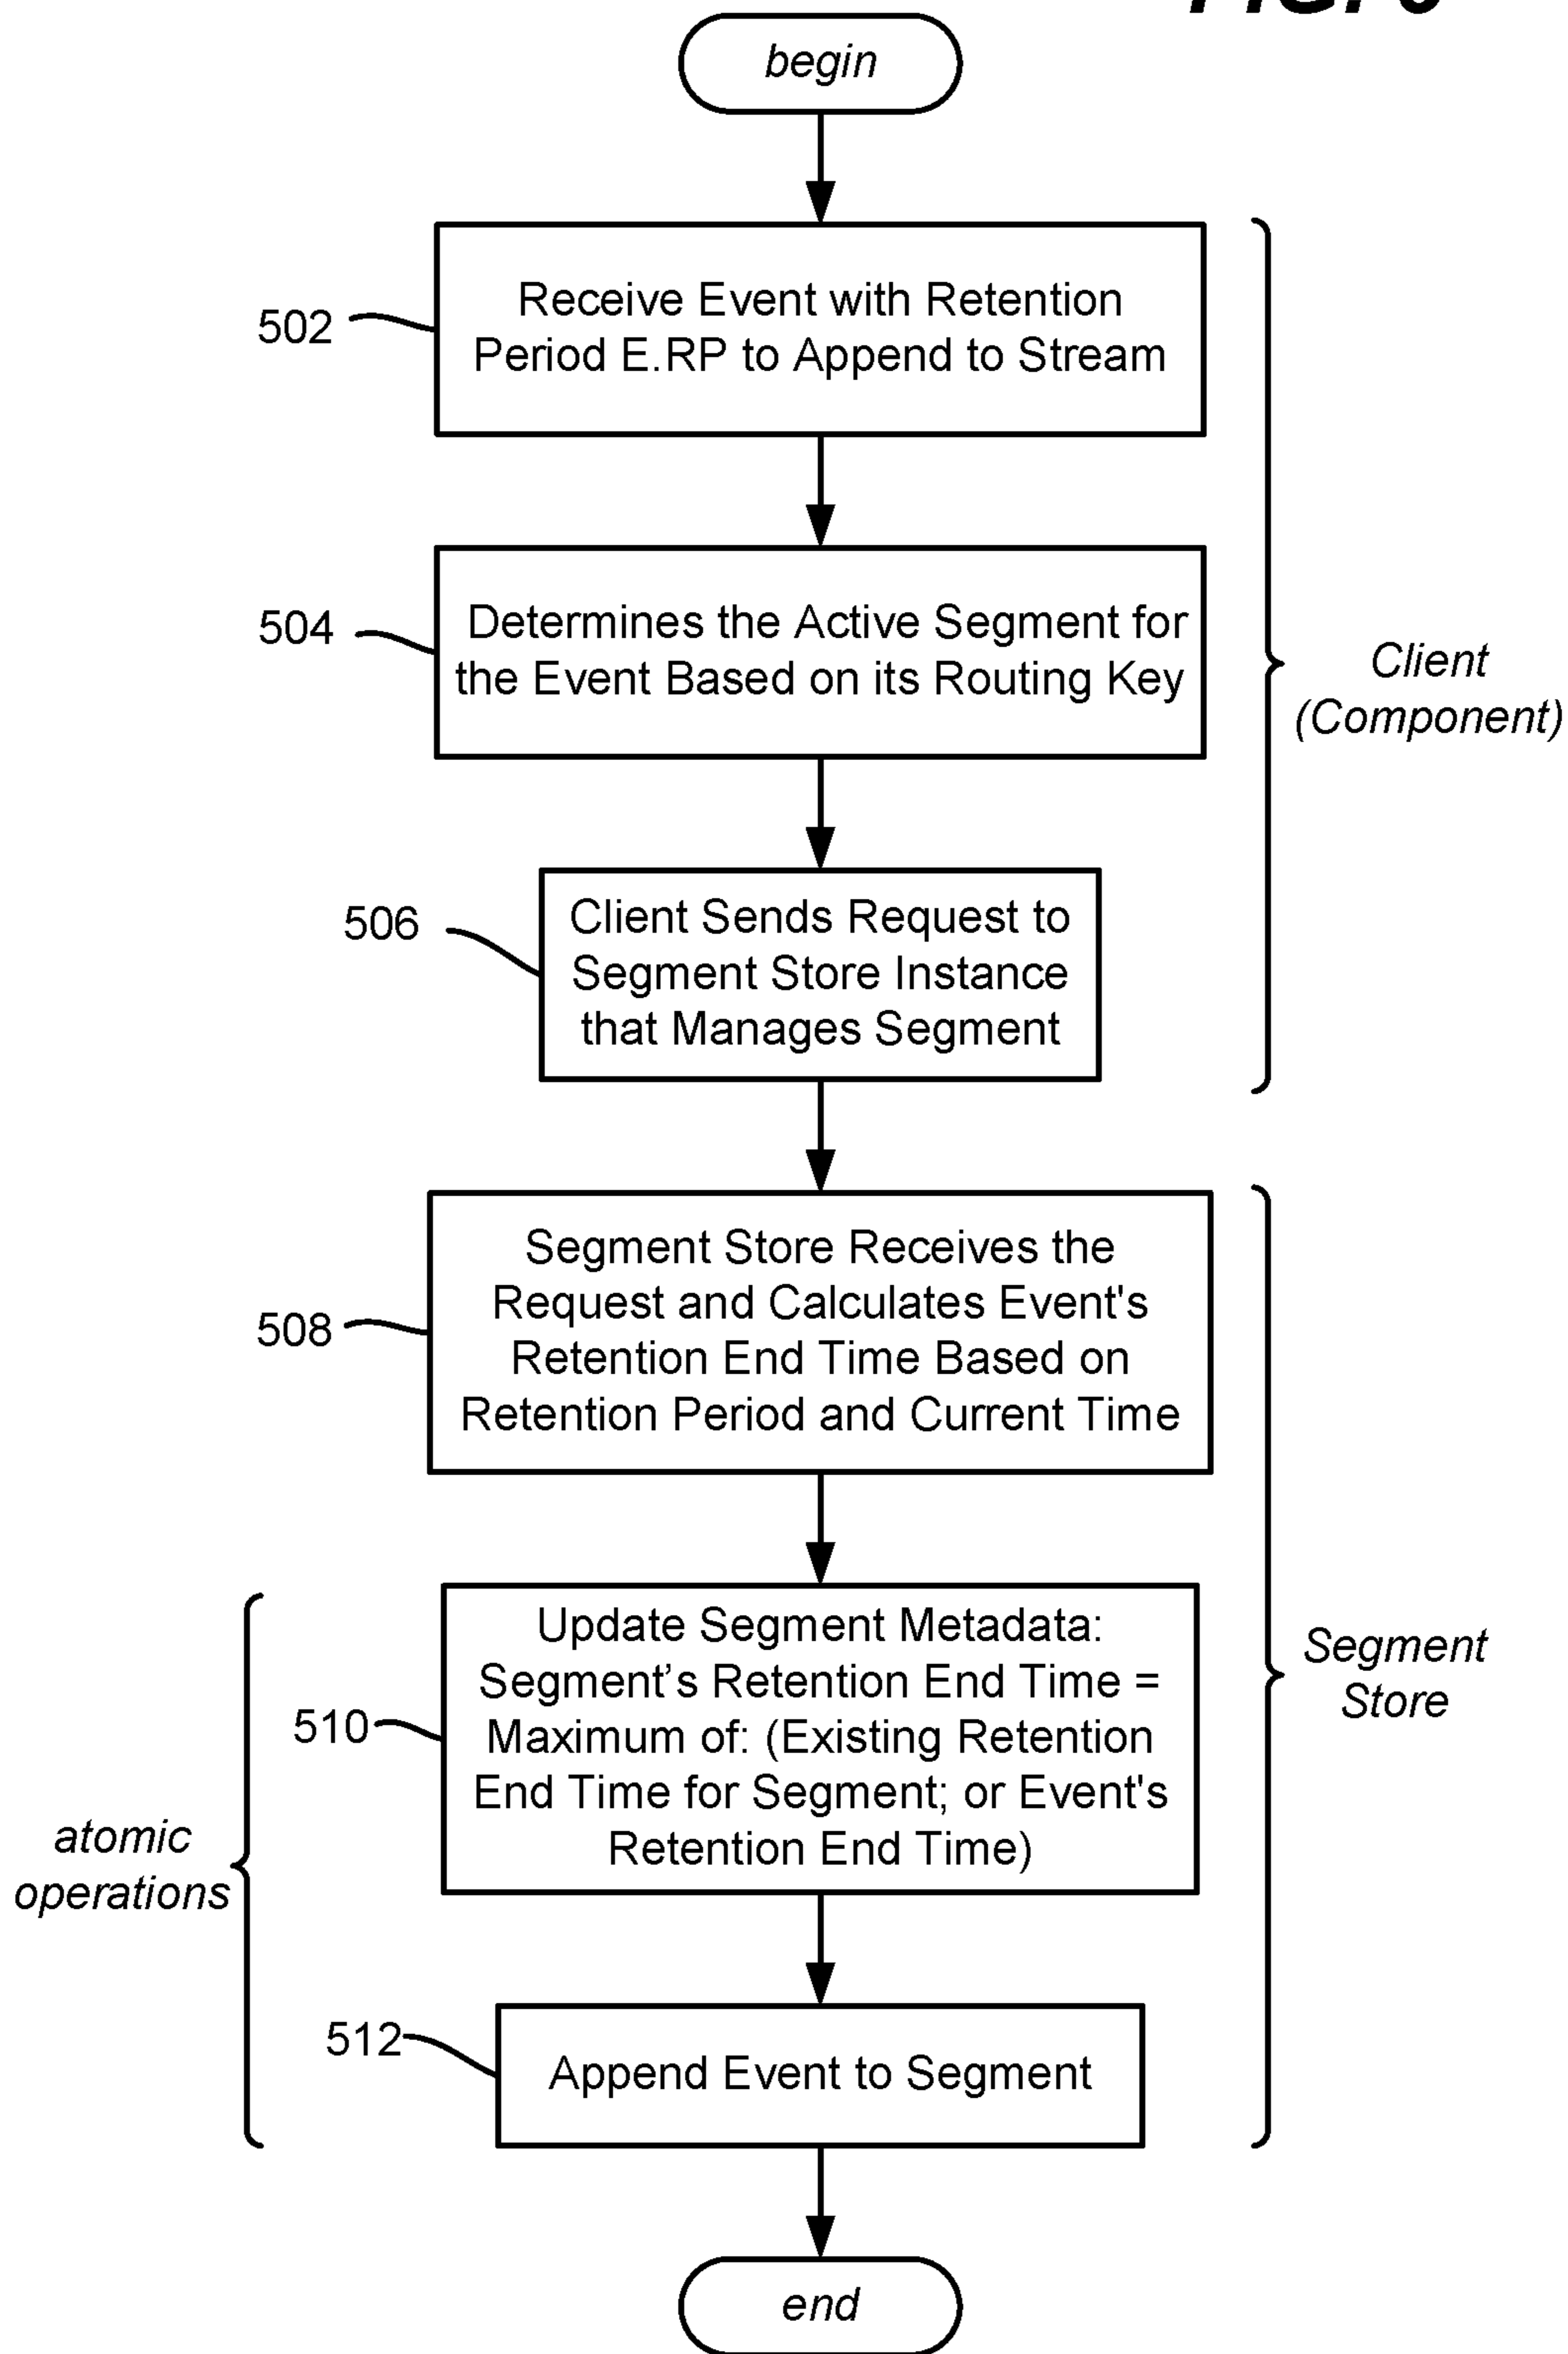 begin
502
Receive Event with Retention
Period E.RP to Append to Stream
504
Determines the Active Segment for
the Event Based on its Routing Key
Client
(Component)
506
Client Sends Request to
Segment Store Instance
that Manages Segment
508
Segment Store Receives the
Request and Calculates Event's
Retention End Time Based on
Retention Period and Current Time
510
Update Segment Metadata:
Segment’s Retention End Time =
Maximum of: (Existing Retention
End Time for Segment; or Event's
Retention End Time)
Segment
Store
atomic
operations
512
Append Event to Segment
end